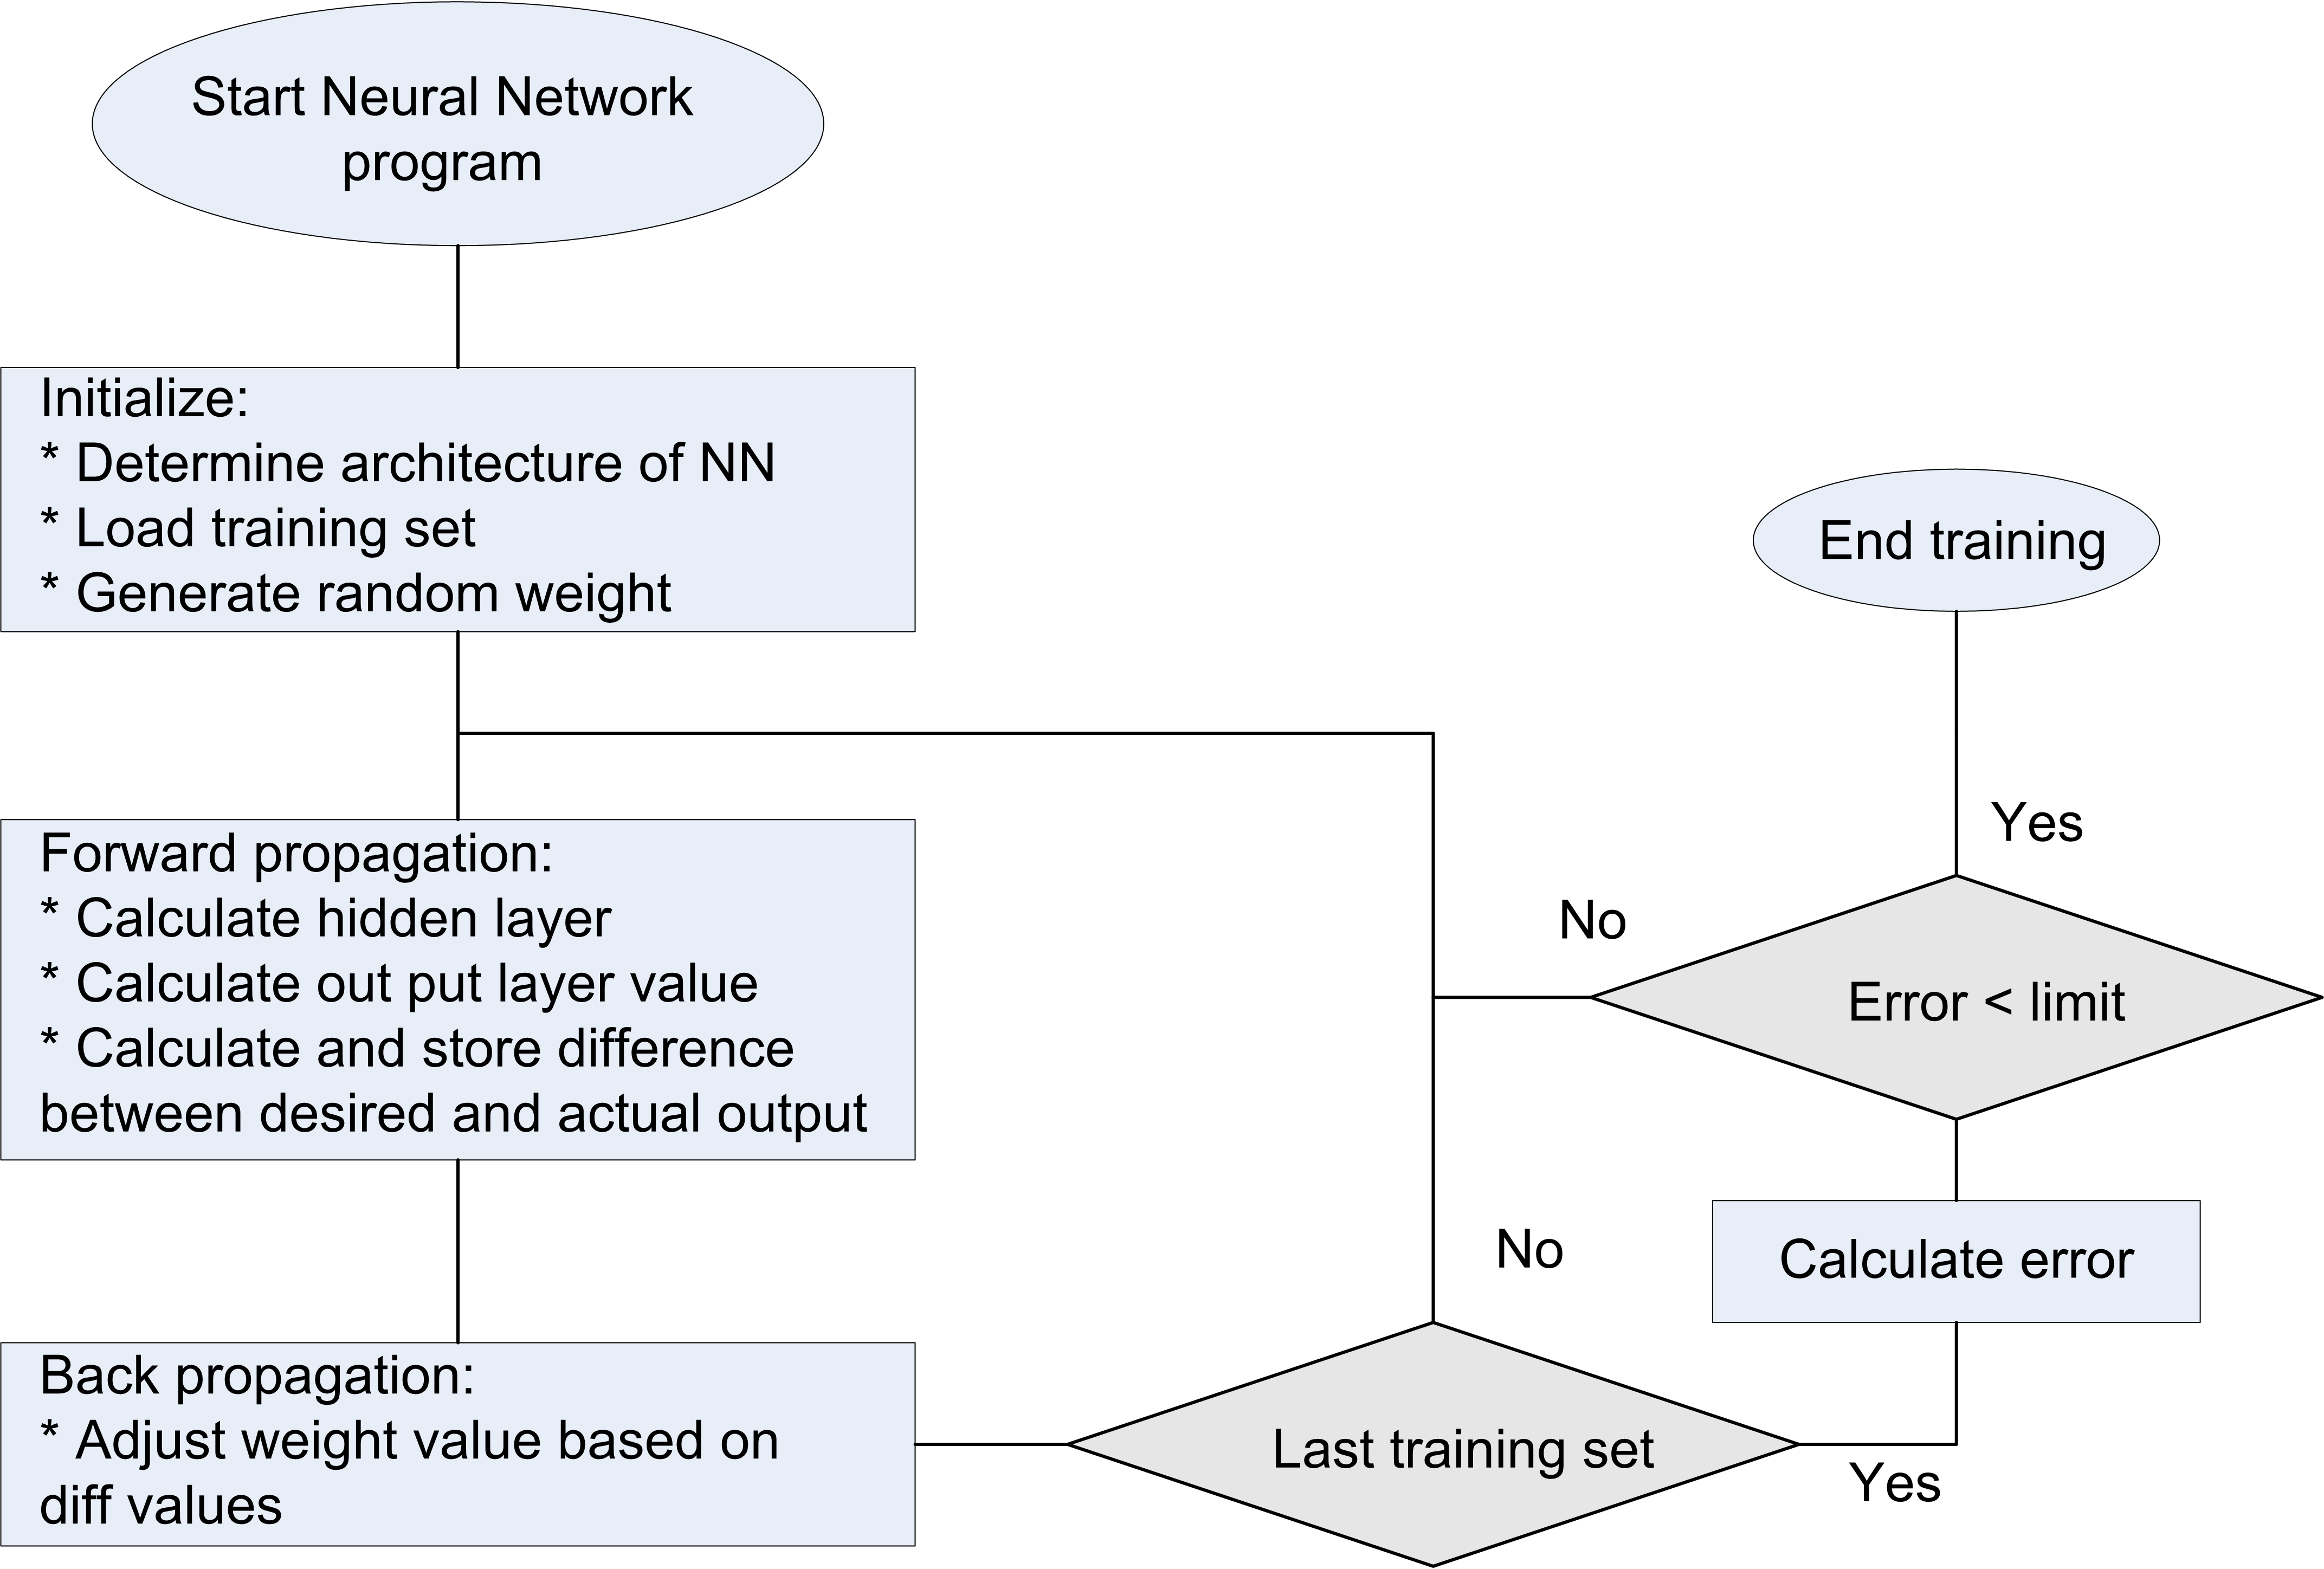 Start Neural Network
program
Initialize:
* Determine architecture of NN
* Load training set
* Generate random weight
Forward propagation:
* Calculate hidden layer
* Calculate out put layer value
* Calculate and store difference
between desired and actual output
Back propagation:
* Adjust weight value based on
diff values
Last training set
No
Yes
Calculate error
Error < limit
No
Yes
End training